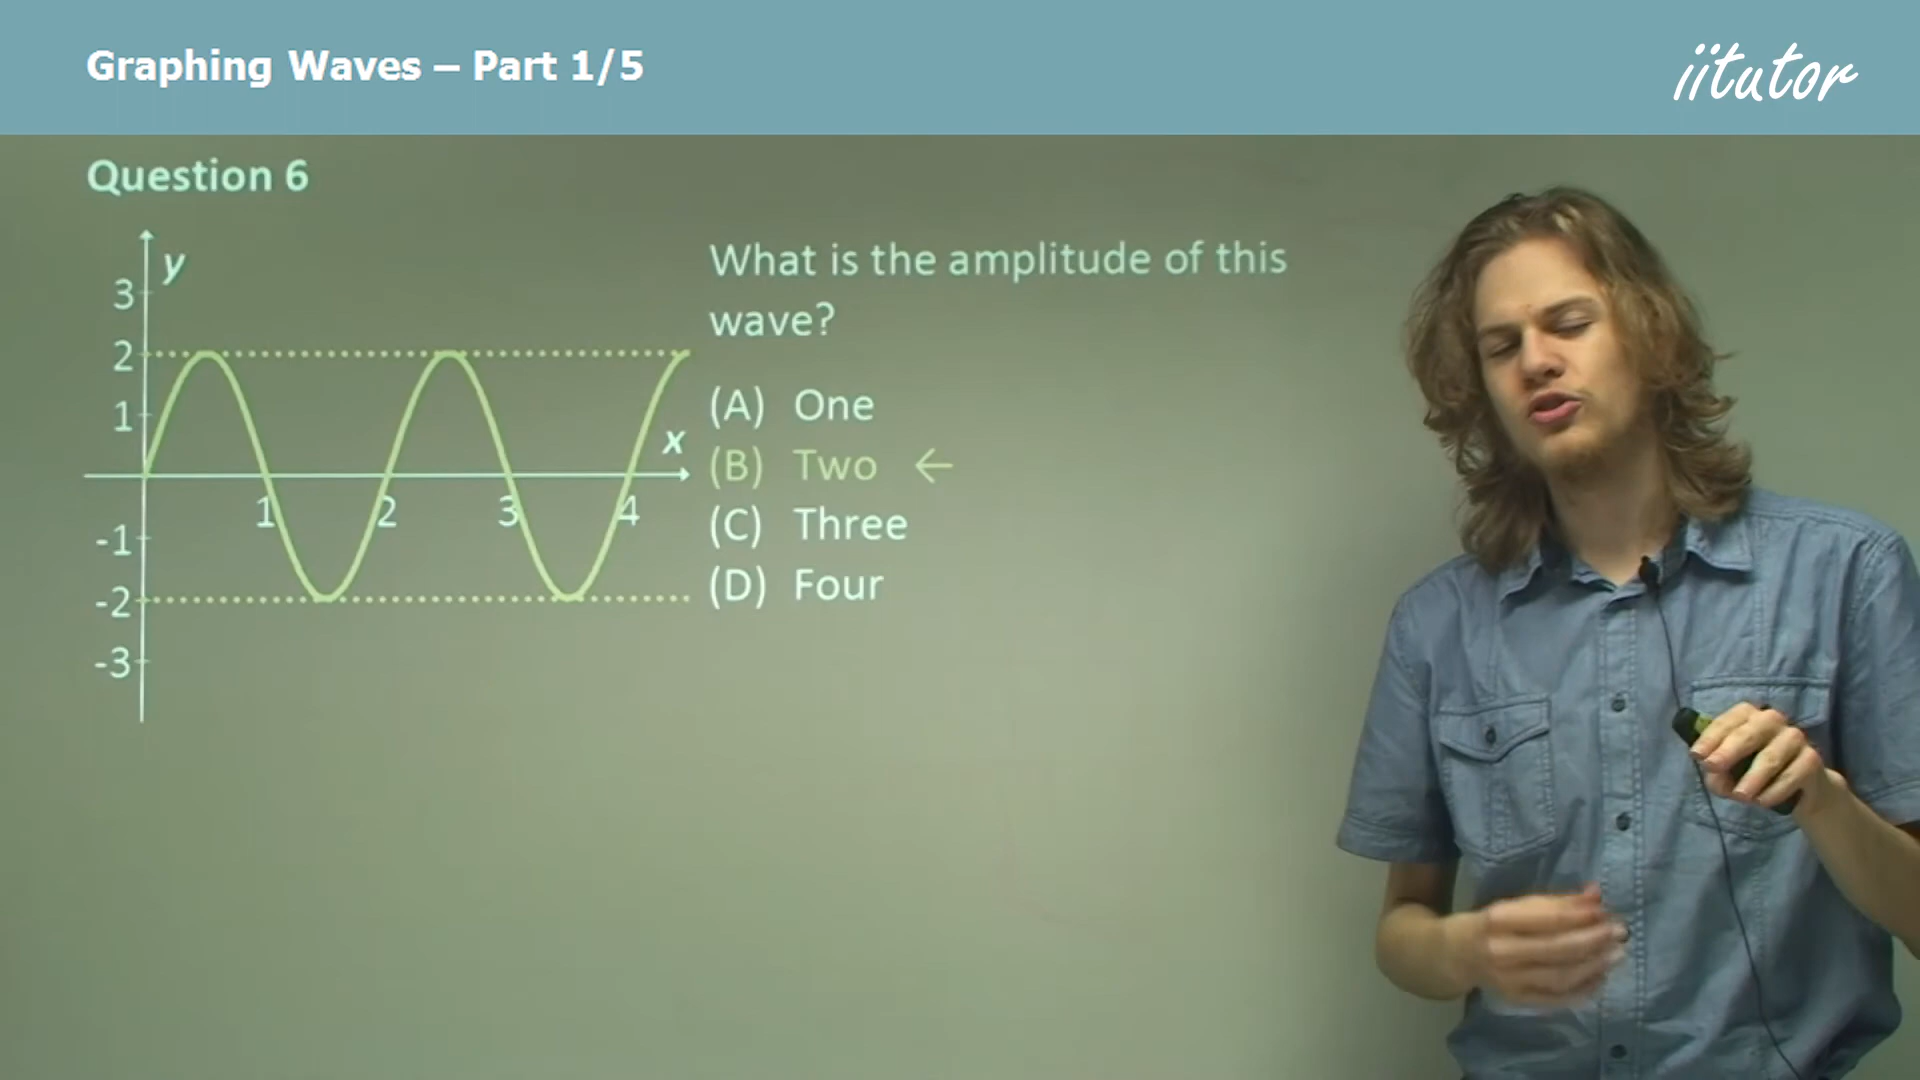 Graphing Waves – Part 1/5
iitutor
Question 6
y
3
2
1
x
1 2 3 4
-1
-2
-3
What is the amplitude of this
wave?
(A) One
(B) Two ←
(C) Three
(D) Four